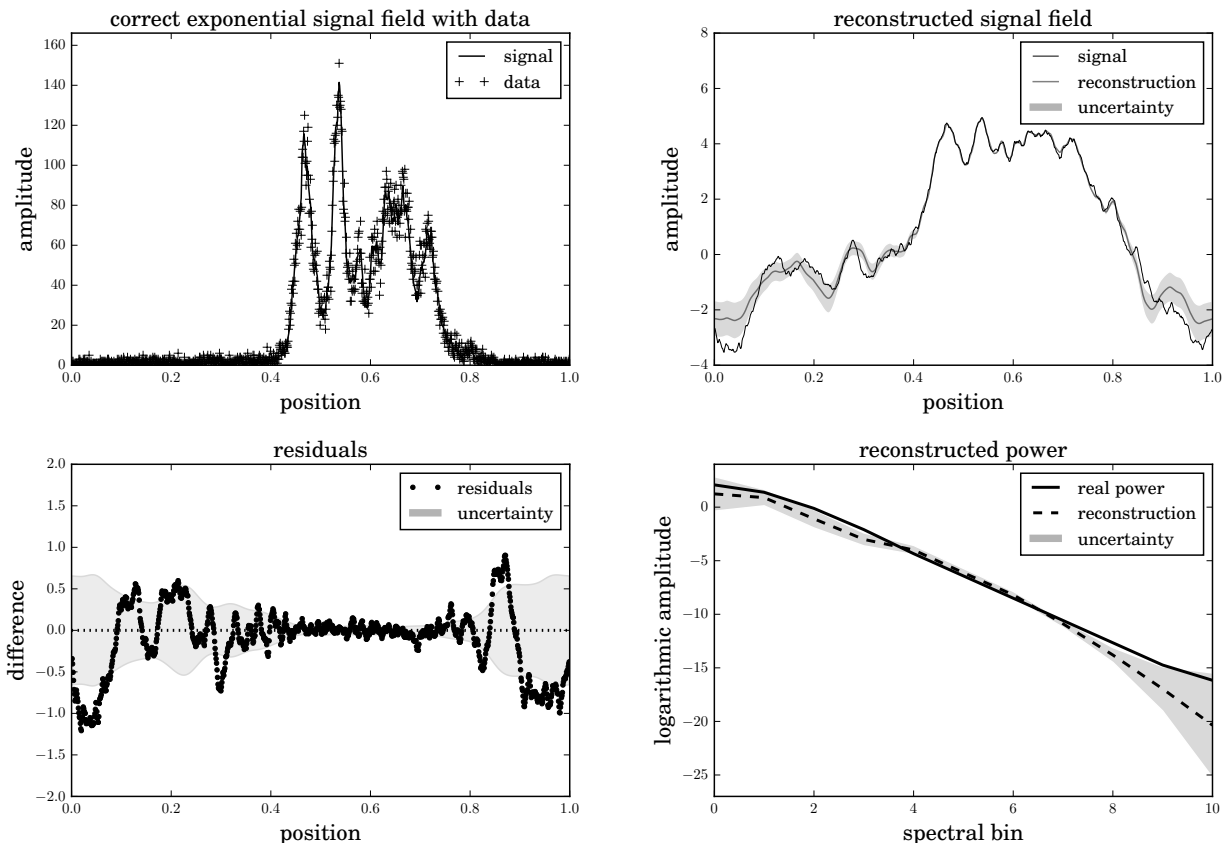 correct exponential signal field with data
160
140
120
100
80
60
40
20
0
amplitude
signal
data
0.0 0.2 0.4 0.6 0.8 1.0
position
reconstructed signal field
8
6
4
2
0
−2
−4
amplitude
signal
reconstruction
uncertainty
0.0 0.2 0.4 0.6 0.8 1.0
position
residuals
2.0
1.5
1.0
0.5
0.0
−0.5
−1.0
−1.5
−2.0
difference
residuals
uncertainty
0.0 0.2 0.4 0.6 0.8 1.0
position
reconstructed power
0
−5
−10
−15
−20
−25
logarithmic amplitude
real power
reconstruction
uncertainty
0 2 4 6 8 10
spectral bin